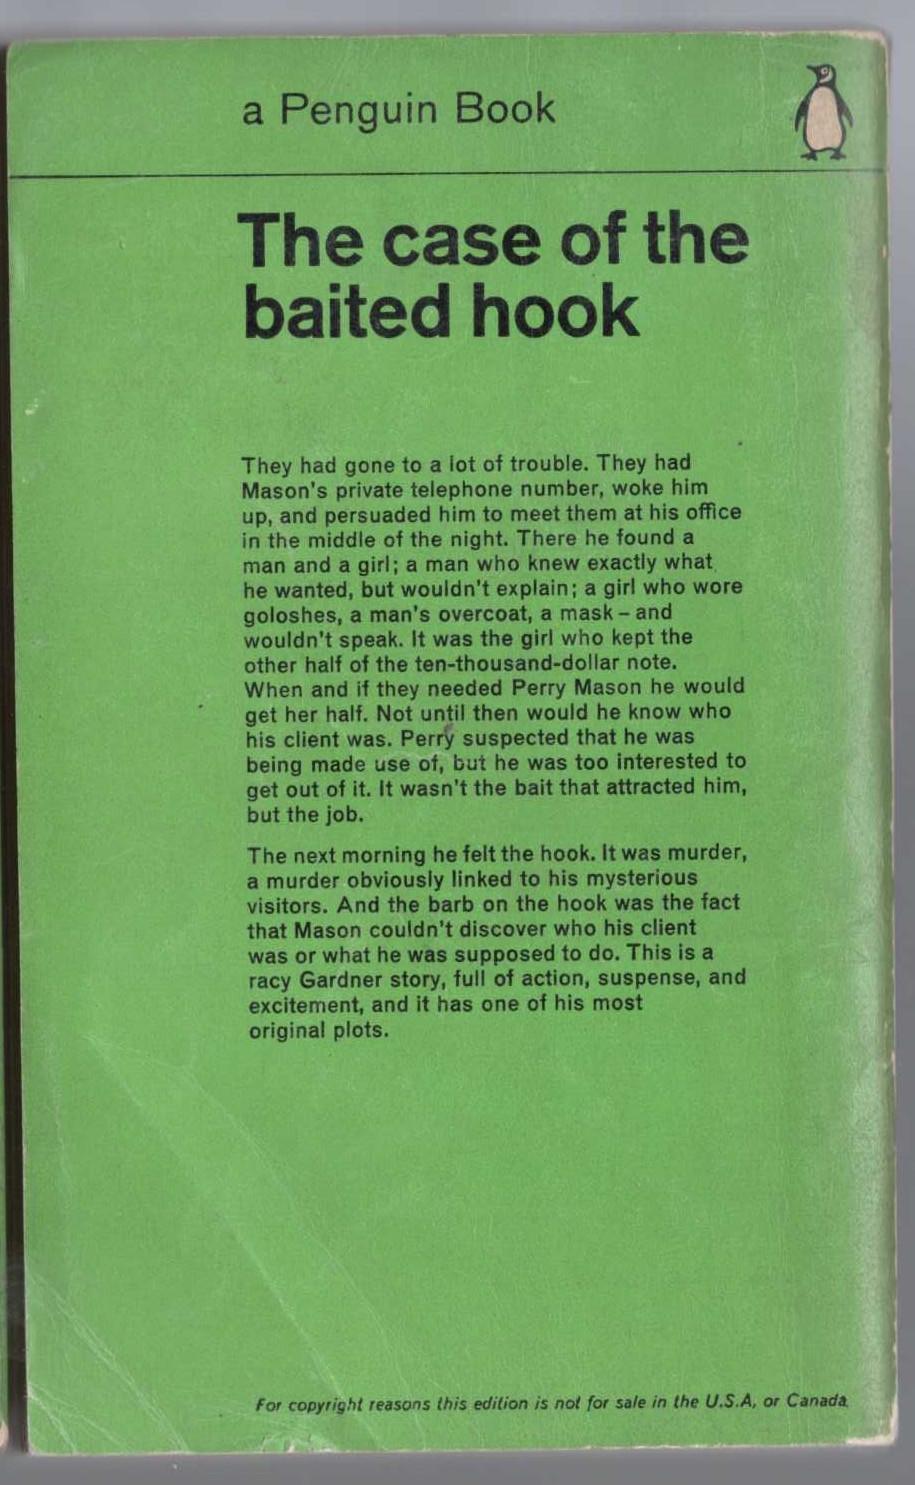 a Penguin Book
The case of the
baited hook
They had gone to a lot of trouble. They had
Mason's private telephone number, woke him
up, and persuaded him to meet them at his office
in the middle of the night. There he found a
man and a girl; a man who knew exactly what
he wanted, but wouldn't explain; a girl who wore
goloshes, a man's overcoat, a mask – and
wouldn't speak. It was the girl who kept the
other half of the ten-thousand-dollar note.
When and if they needed Perry Mason he would
get her half. Not until then would he know who
his client was. Perry suspected that he was
being made use of, but he was too interested to
get out of it. It wasn't the bait that attracted him,
but the job.
The next morning he felt the hook. It was murder,
a murder obviously linked to his mysterious
visitors. And the barb on the hook was the fact
that Mason couldn't discover who his client
was or what he was supposed to do. This is a
racy Gardner story, full of action, suspense, and
excitement, and it has one of his most
original plots.
For copyright reasons this edition is not for sale in the U.S.A, or Canada.